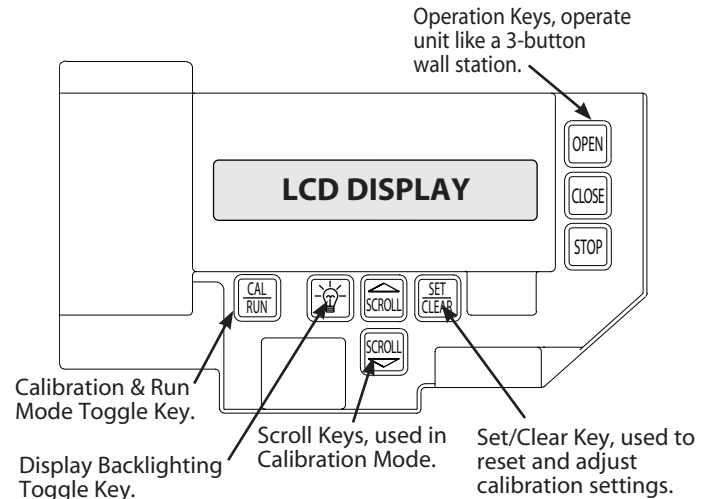 Operation Keys, operate
unit like a 3-button
wall station.
OPEN
LCD DISPLAY
CLOSE
STOP
CAL
RUN
SCROLL
SET
CLEAR
SCROLL
Calibration & Run
Mode Toggle Key.
Display Backlighting
Toggle Key.
Scroll Keys, used in
Calibration Mode.
Set/Clear Key, used to
reset and adjust
calibration settings.